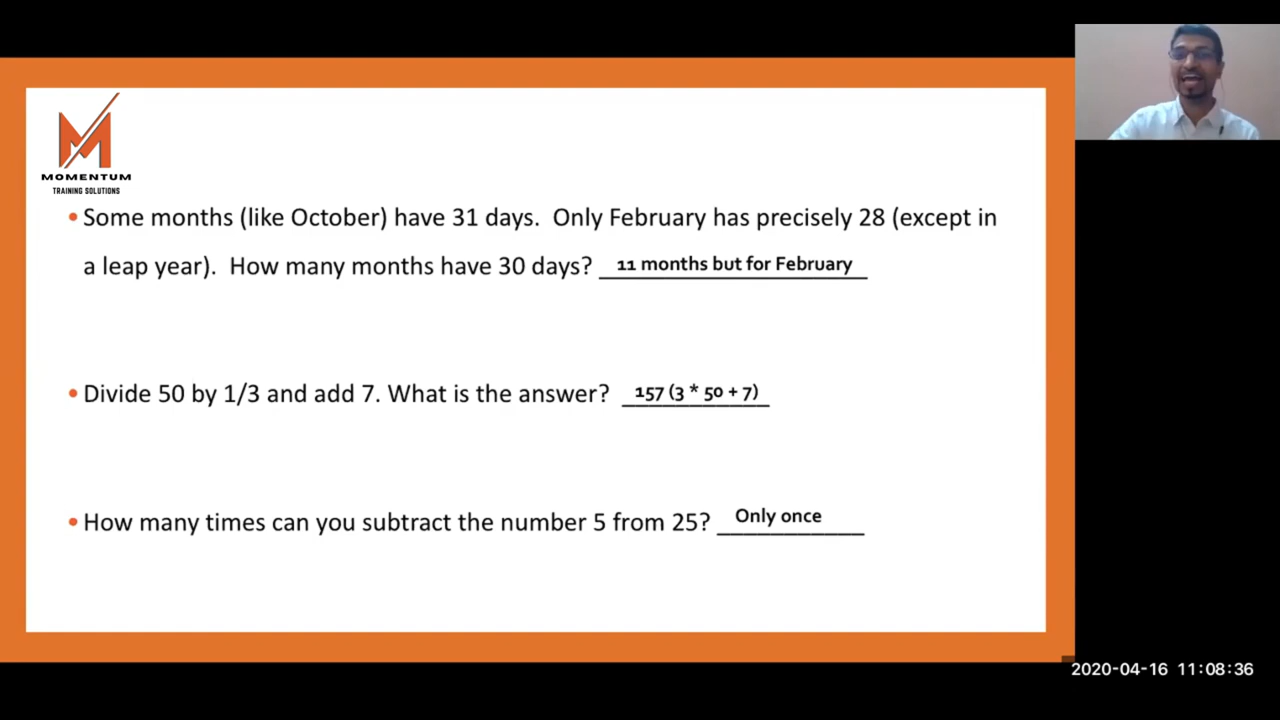 MOMENTUM
TRAINING SOLUTIONS
• Some months (like October) have 31 days.  Only February has precisely 28 (except in
a leap year).  How many months have 30 days? 11 months but for February
• Divide 50 by 1/3 and add 7. What is the answer? 157 (3 * 50 + 7)
• How many times can you subtract the number 5 from 25? Only once
2020-04-16 11:08:36